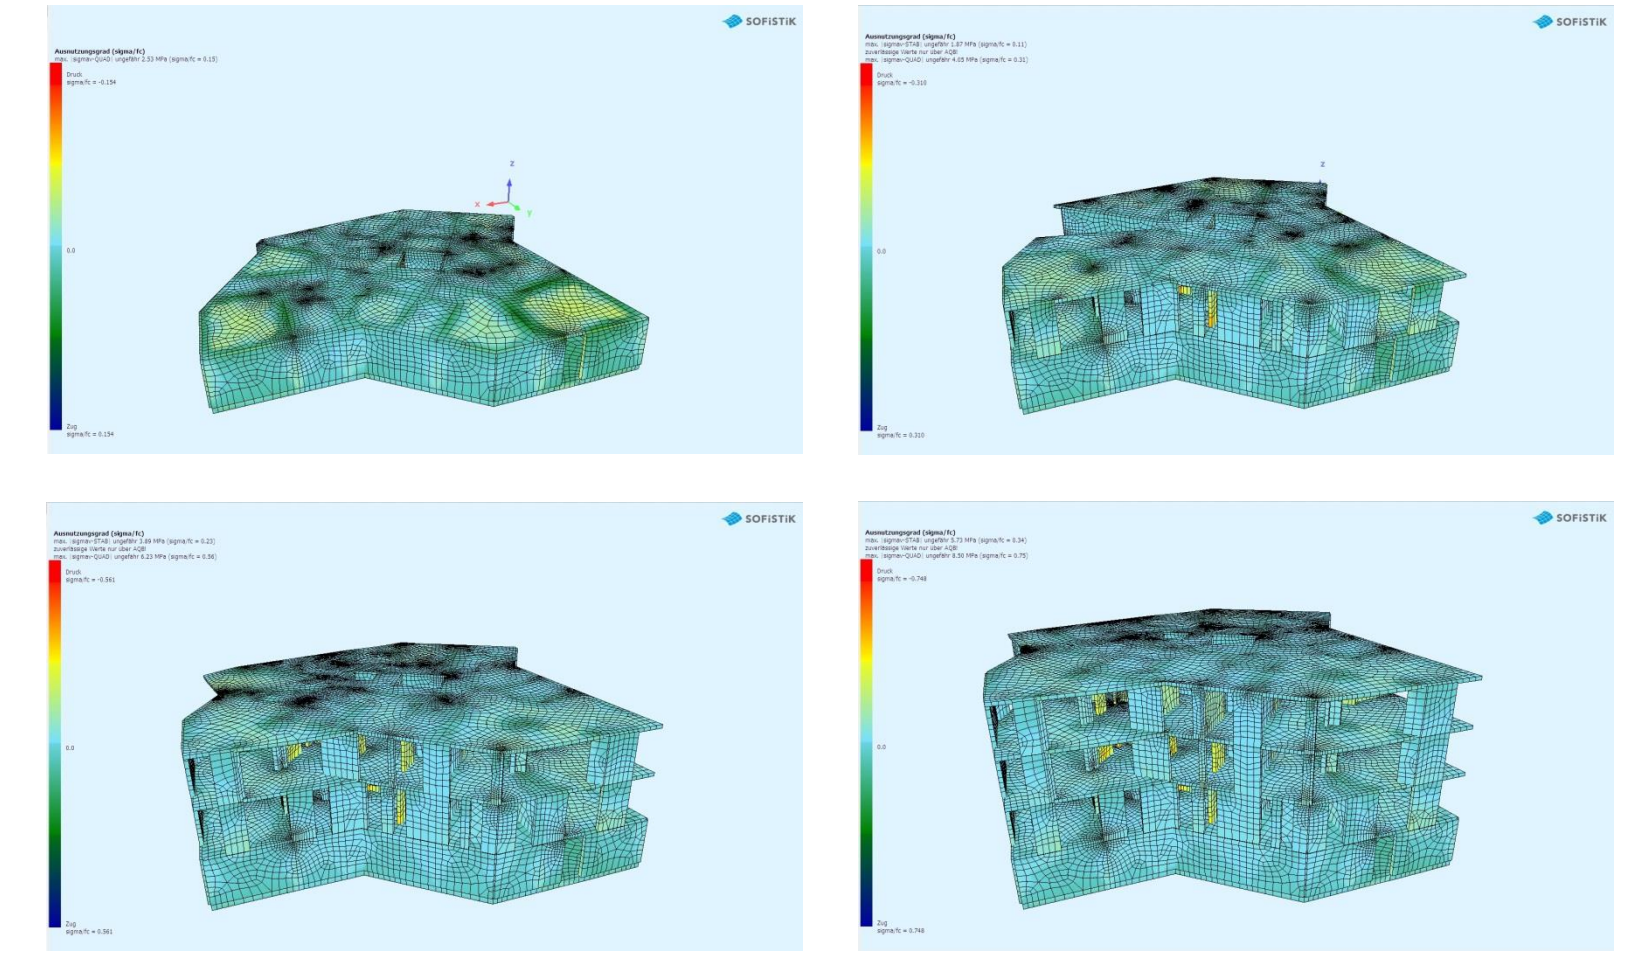 SOFiSTiK
Ausnutzungsgrad (sigma/fc)
max. |sigmav-QUAD| ungefähr 2.53 MPa (sigma/fc = 0.15)
Druck
sigma/fc = -0.154
0.0
Zug
sigma/fc = 0.154
Z
X
Y
SOFiSTiK
Ausnutzungsgrad (sigma/fc)
max. |sigmav-STAB| ungefähr 1.87 MPa (sigma/fc = 0.11)
zuverlässige Werte nur über AQB!
max. |sigmav-QUAD| ungefähr 4.05 MPa (sigma/fc = 0.31)
Druck
sigma/fc = -0.310
0.0
Zug
sigma/fc = 0.310
Z
SOFiSTiK
Ausnutzungsgrad (sigma/fc)
max. |sigmav-STAB| ungefähr 3.89 MPa (sigma/fc = 0.23)
zuverlässige Werte nur über AQB!
max. |sigmav-QUAD| ungefähr 6.23 MPa (sigma/fc = 0.56)
Druck
sigma/fc = -0.561
0.0
Zug
sigma/fc = 0.561
SOFiSTiK
Ausnutzungsgrad (sigma/fc)
max. |sigmav-STAB| ungefähr 5.73 MPa (sigma/fc = 0.34)
zuverlässige Werte nur über AQB!
max. |sigmav-QUAD| ungefähr 8.30 MPa (sigma/fc = 0.75)
Druck
sigma/fc = -0.748
0.0
Zug
sigma/fc = 0.748